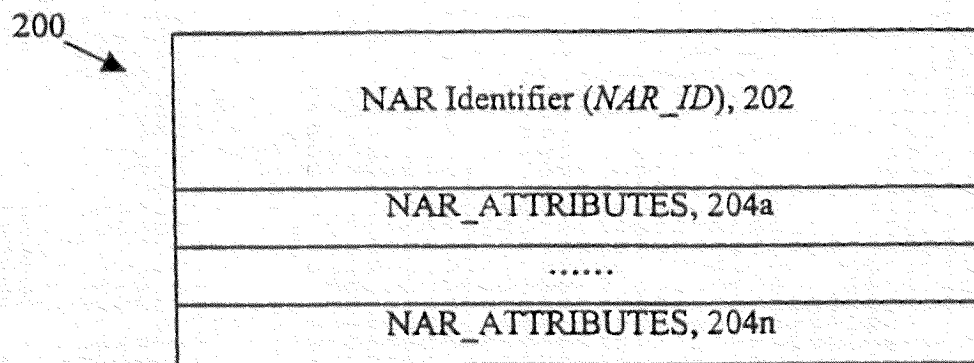 200
NAR Identifier (NAR_ID), 202
NAR_ATTRIBUTES, 204a
......
NAR_ATTRIBUTES, 204n